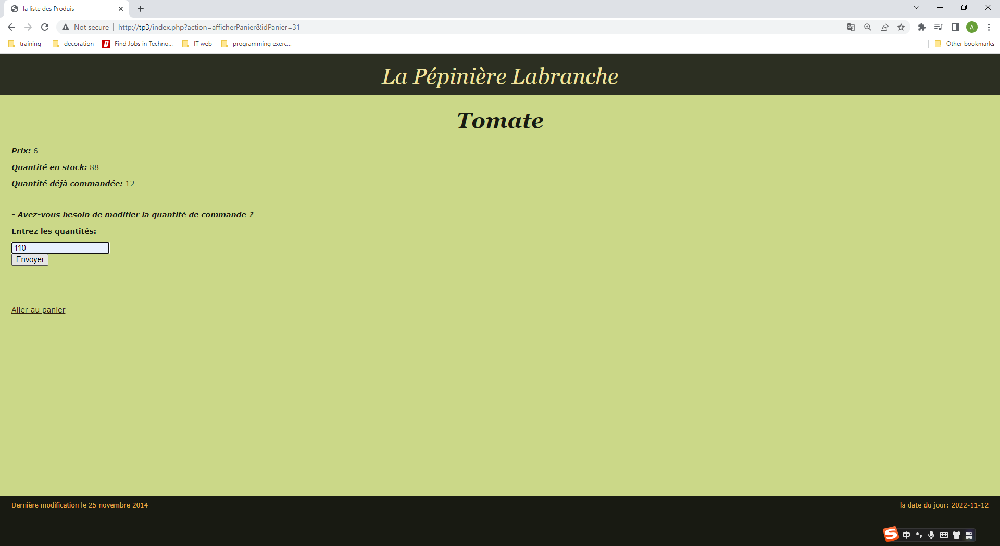 la liste des Produis
Not secure
http://tp3/index.php?action=afficherPanier&idPanier=31
A
training
decoration
D
Find Jobs in Techno...
IT web
programming exerc...
Other bookmarks
La Pépinière Labranche
Tomate
Prix: 6
Quantité en stock: 88
Quantité déjà commandée: 12
- Avez-vous besoin de modifier la quantité de commande ?
Entrez les quantités:
110
Envoyer
Aller au panier
Dernière modification le 25 novembre 2014
la date du jour: 2022-11-12
S
中